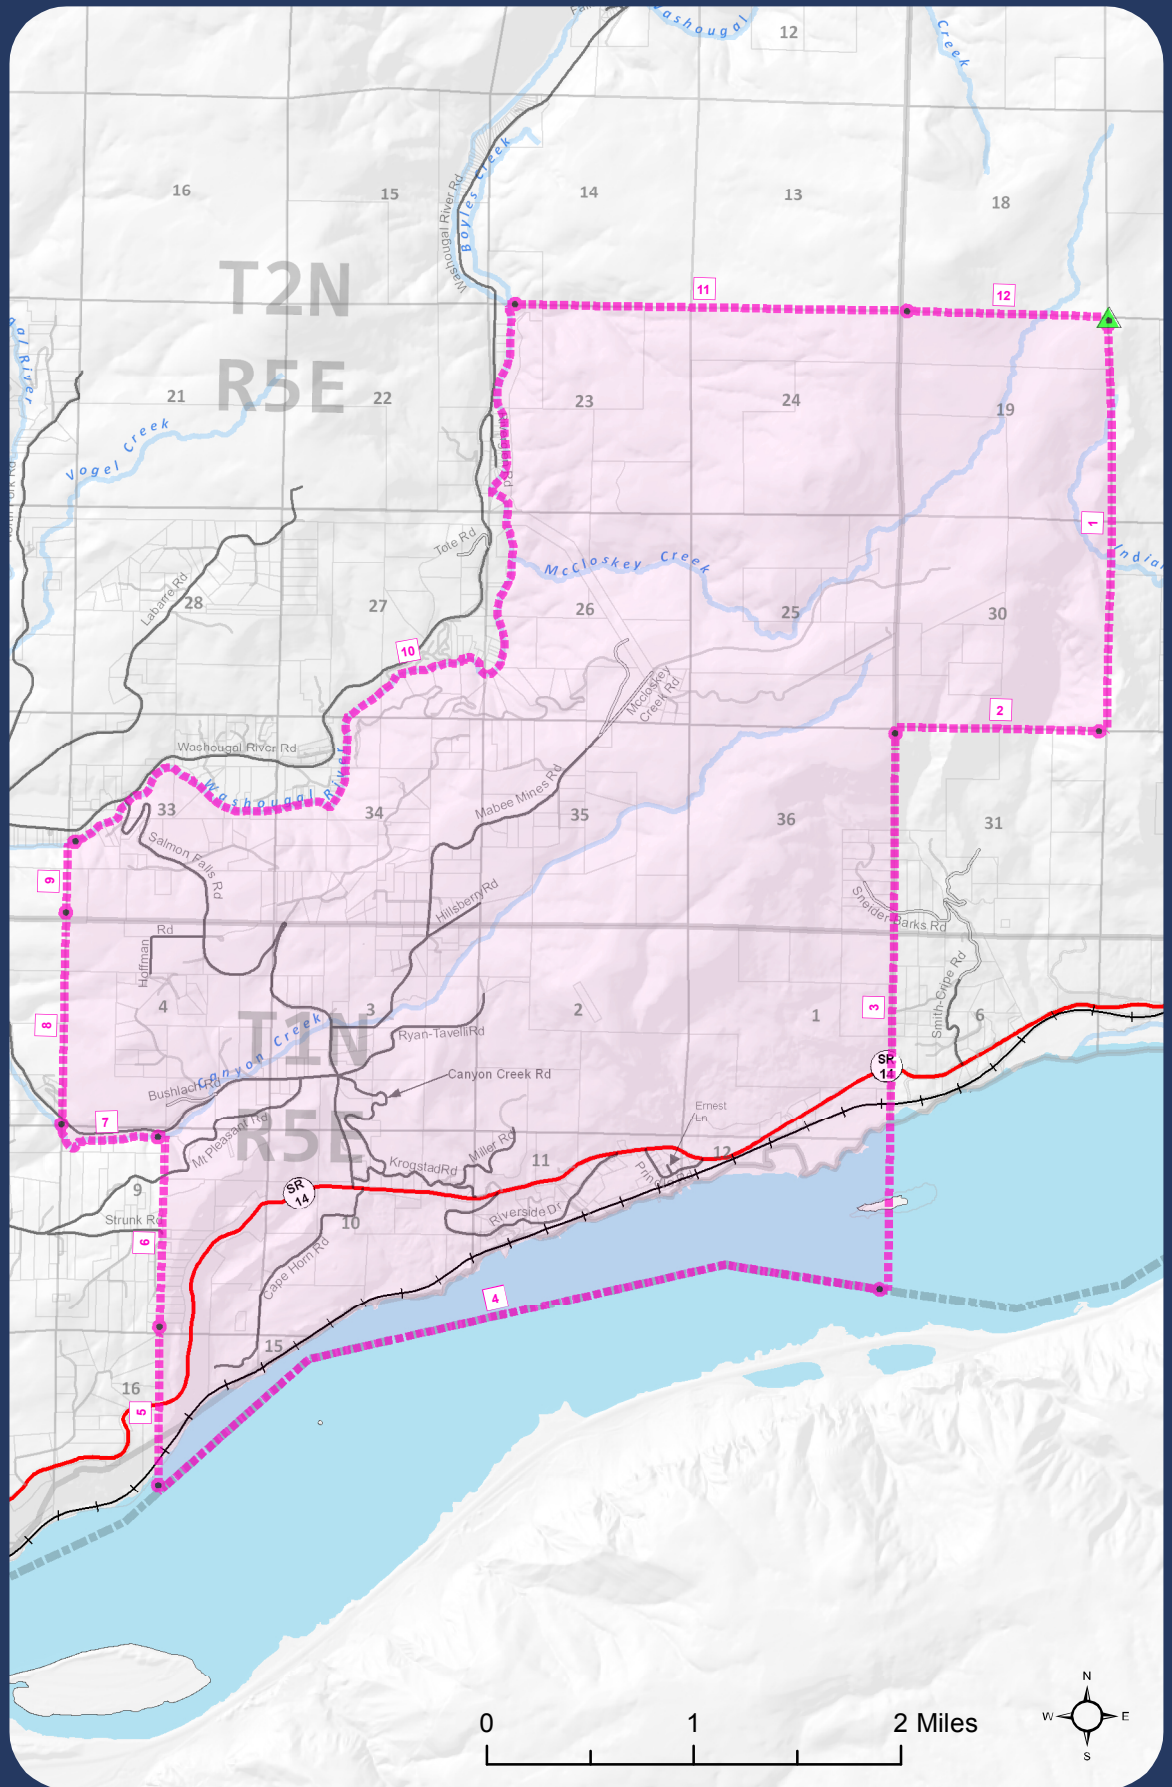 Washougal
12
Creek
16
15
14
13
18
Washougal River Rd
Boyles Creek
T2N
R5E
11
12
21
22
23
24
19
Vogel Creek
1
Tote Rd
McCloskey Creek
India
Labarre Rd
28
27
26
25
30
10
Mccloskey
Creek Rd
2
Washougal River Rd
Washougal River
33
34
Mabee Mines Rd
35
36
31
Salmon Falls Rd
9
Hillsberry Rd
Sneider Barks Rd
Rd
Hoffman
Smith-Cripe Rd
4
3
2
1
3
6
8
T1N
R5E
Canyon Creek
Ryan-Tavelli Rd
SR
14
Canyon Creek Rd
Bushlach Rd
7
Ernest
Ln
Mt Pleasant Rd
Miller Rd
Krogstad Rd
11
12
9
SR
14
Strunk Rd
10
Riverside Dr
6
Cape Horn Rd
4
15
16
5
N
W
E
S
0
1
2 Miles